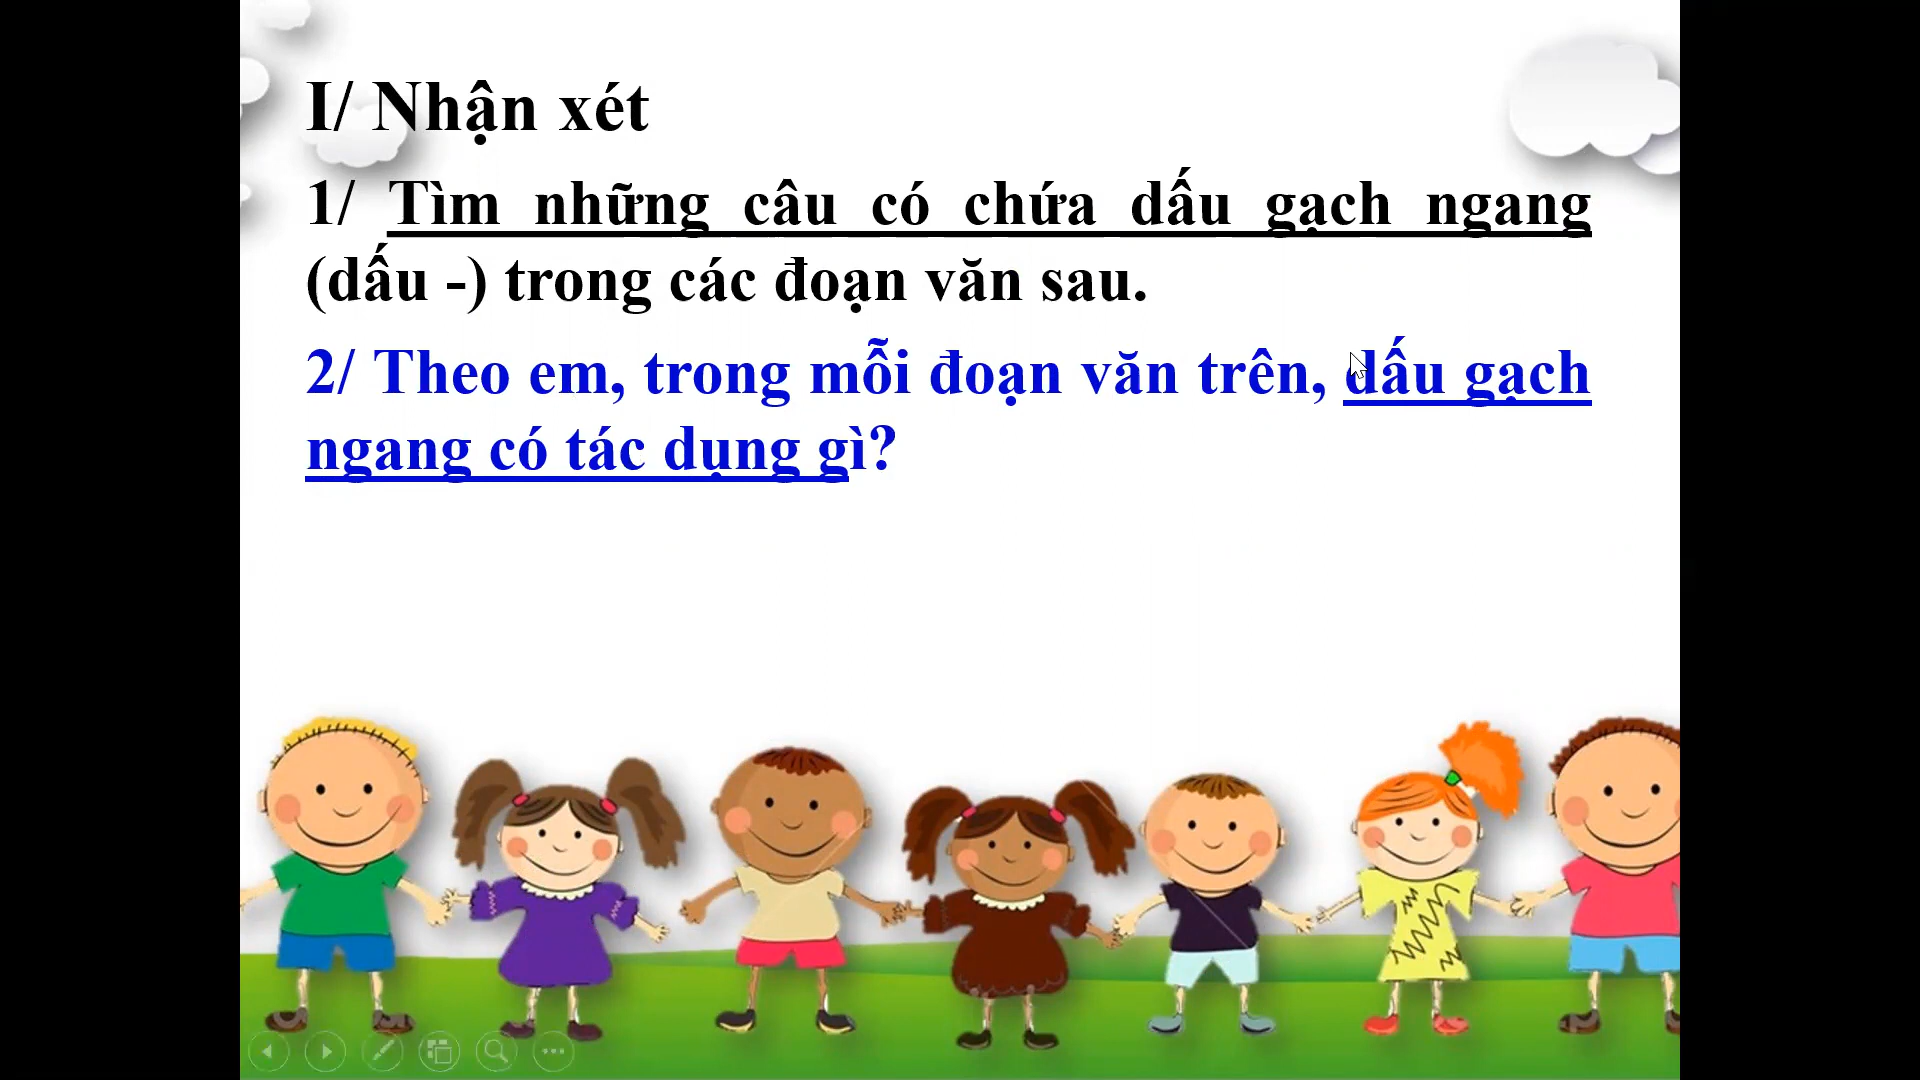 I/ Nhận xét
1/ Tìm những câu có chứa dấu gạch ngang
(dấu -) trong các đoạn văn sau.
2/ Theo em, trong mỗi đoạn văn trên, dấu gạch
ngang có tác dụng gì?